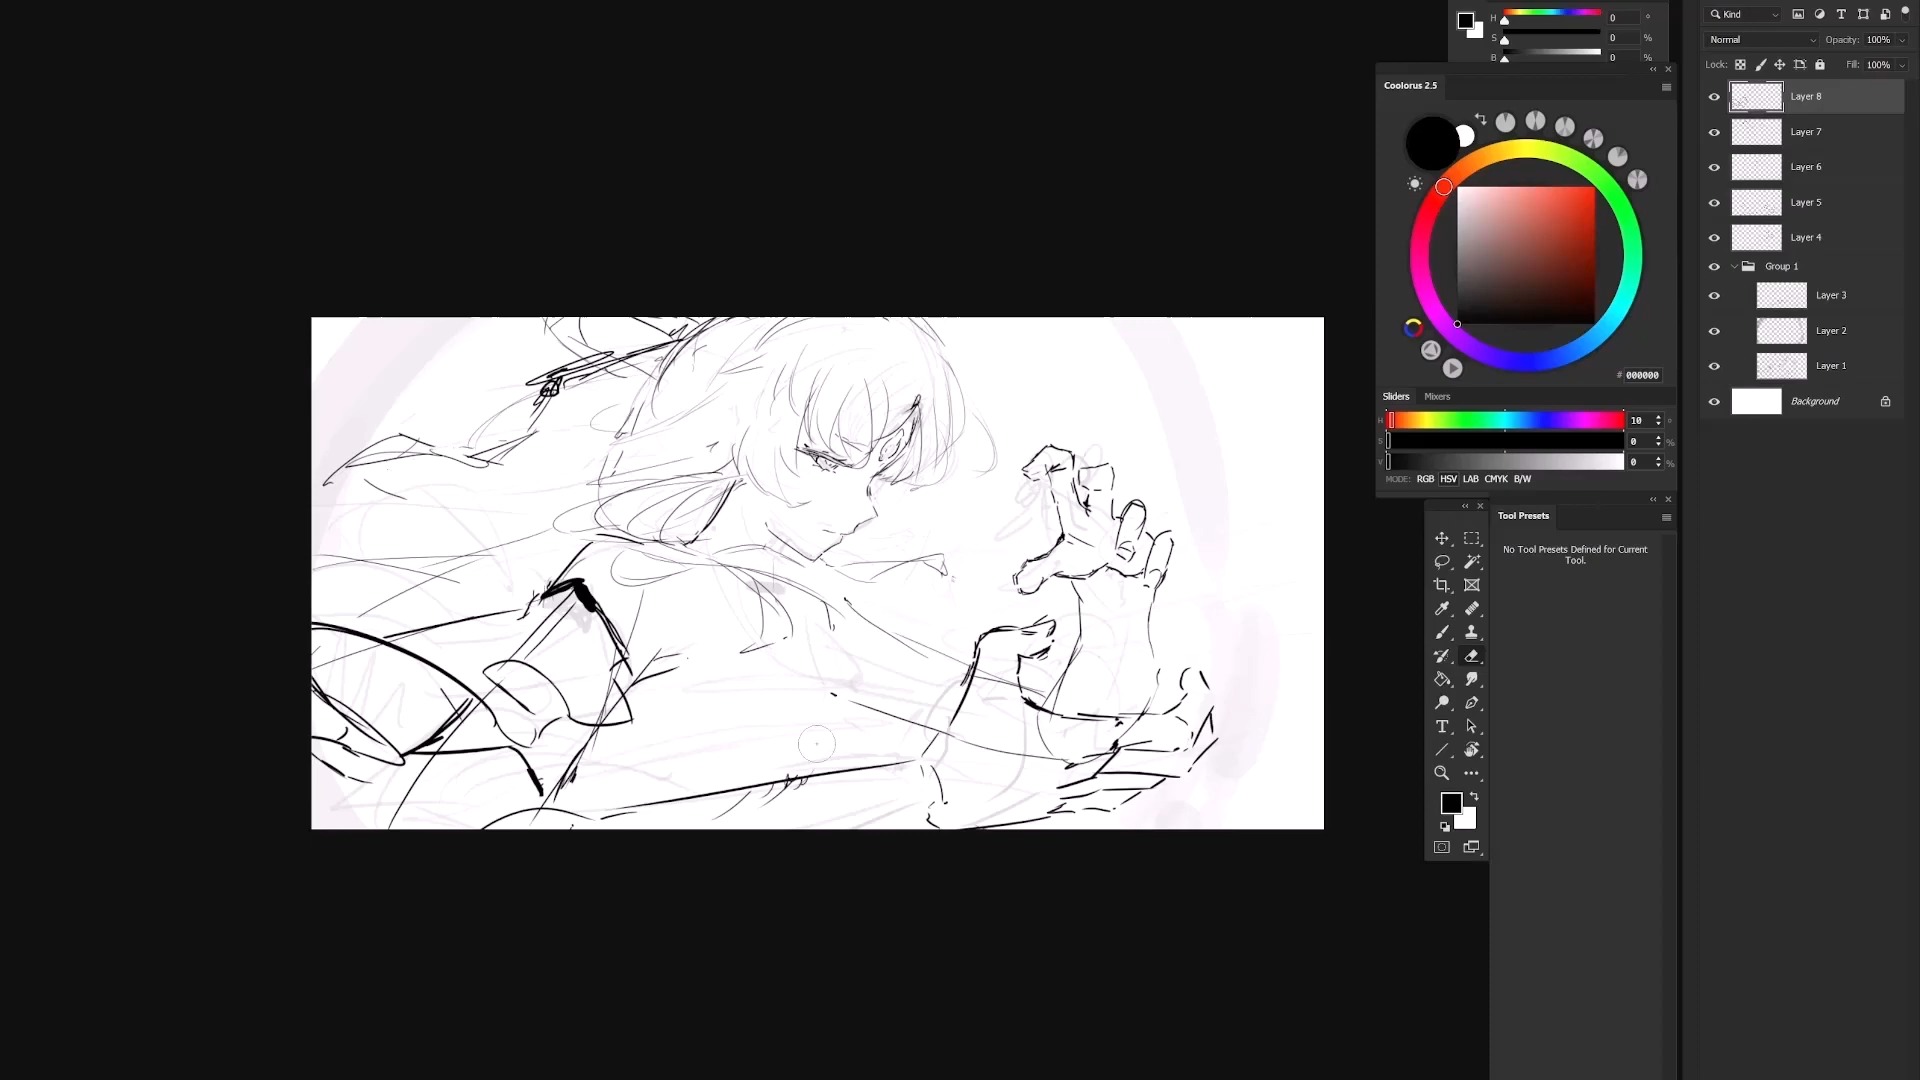 H 0 °
S 0 %
B 0 %
Coolorus 2.5
# 000000
Sliders Mixers
H 10 °
S 0 %
V 0 %
MODE: RGB HSV LAB CMYK B/W
Tool Presets
No Tool Presets Defined for Current
Tool.
Kind
Normal Opacity: 100%
Lock: Fill: 100%
Layer 8
Layer 7
Layer 6
Layer 5
Layer 4
Group 1
Layer 3
Layer 2
Layer 1
Background